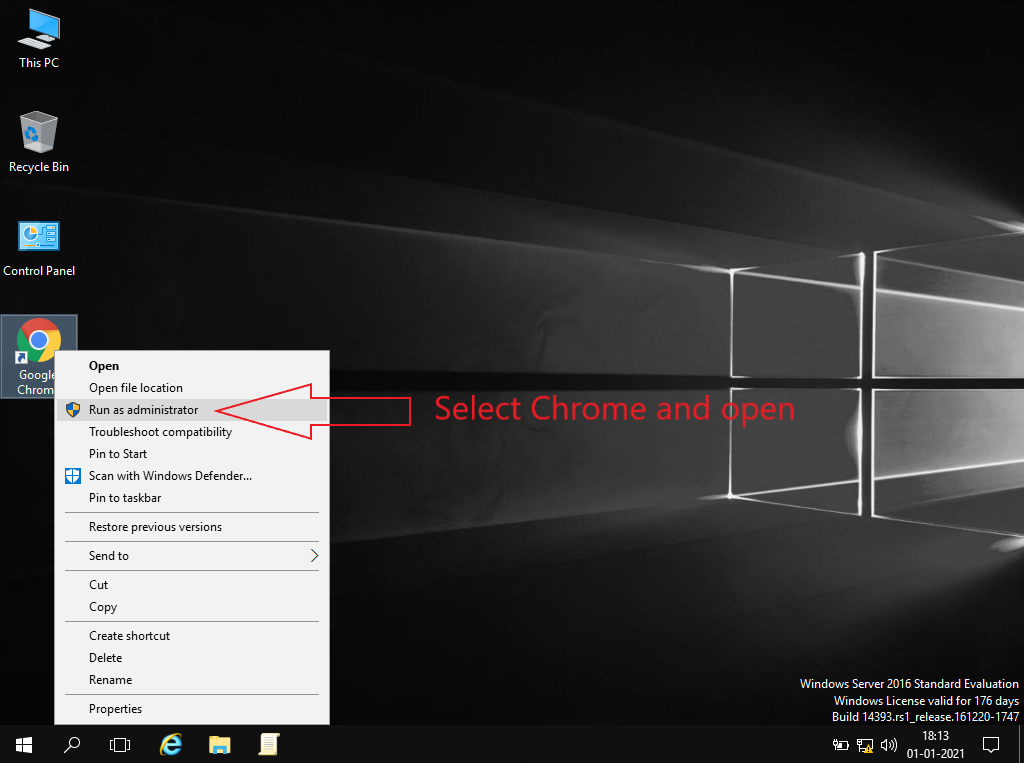 This PC
Recycle Bin
Control Panel
Google
Chrom
Open
Open file location
Run as administrator
Select Chrome and open
Troubleshoot compatibility
Pin to Start
Scan with Windows Defender...
Pin to taskbar
Restore previous versions
Send to
Cut
Copy
Create shortcut
Delete
Rename
Properties
Windows Server 2016 Standard Evaluation
Windows License valid for 176 days
Build 14393.rs1_release.161220-1747
18:13
01-01-2021